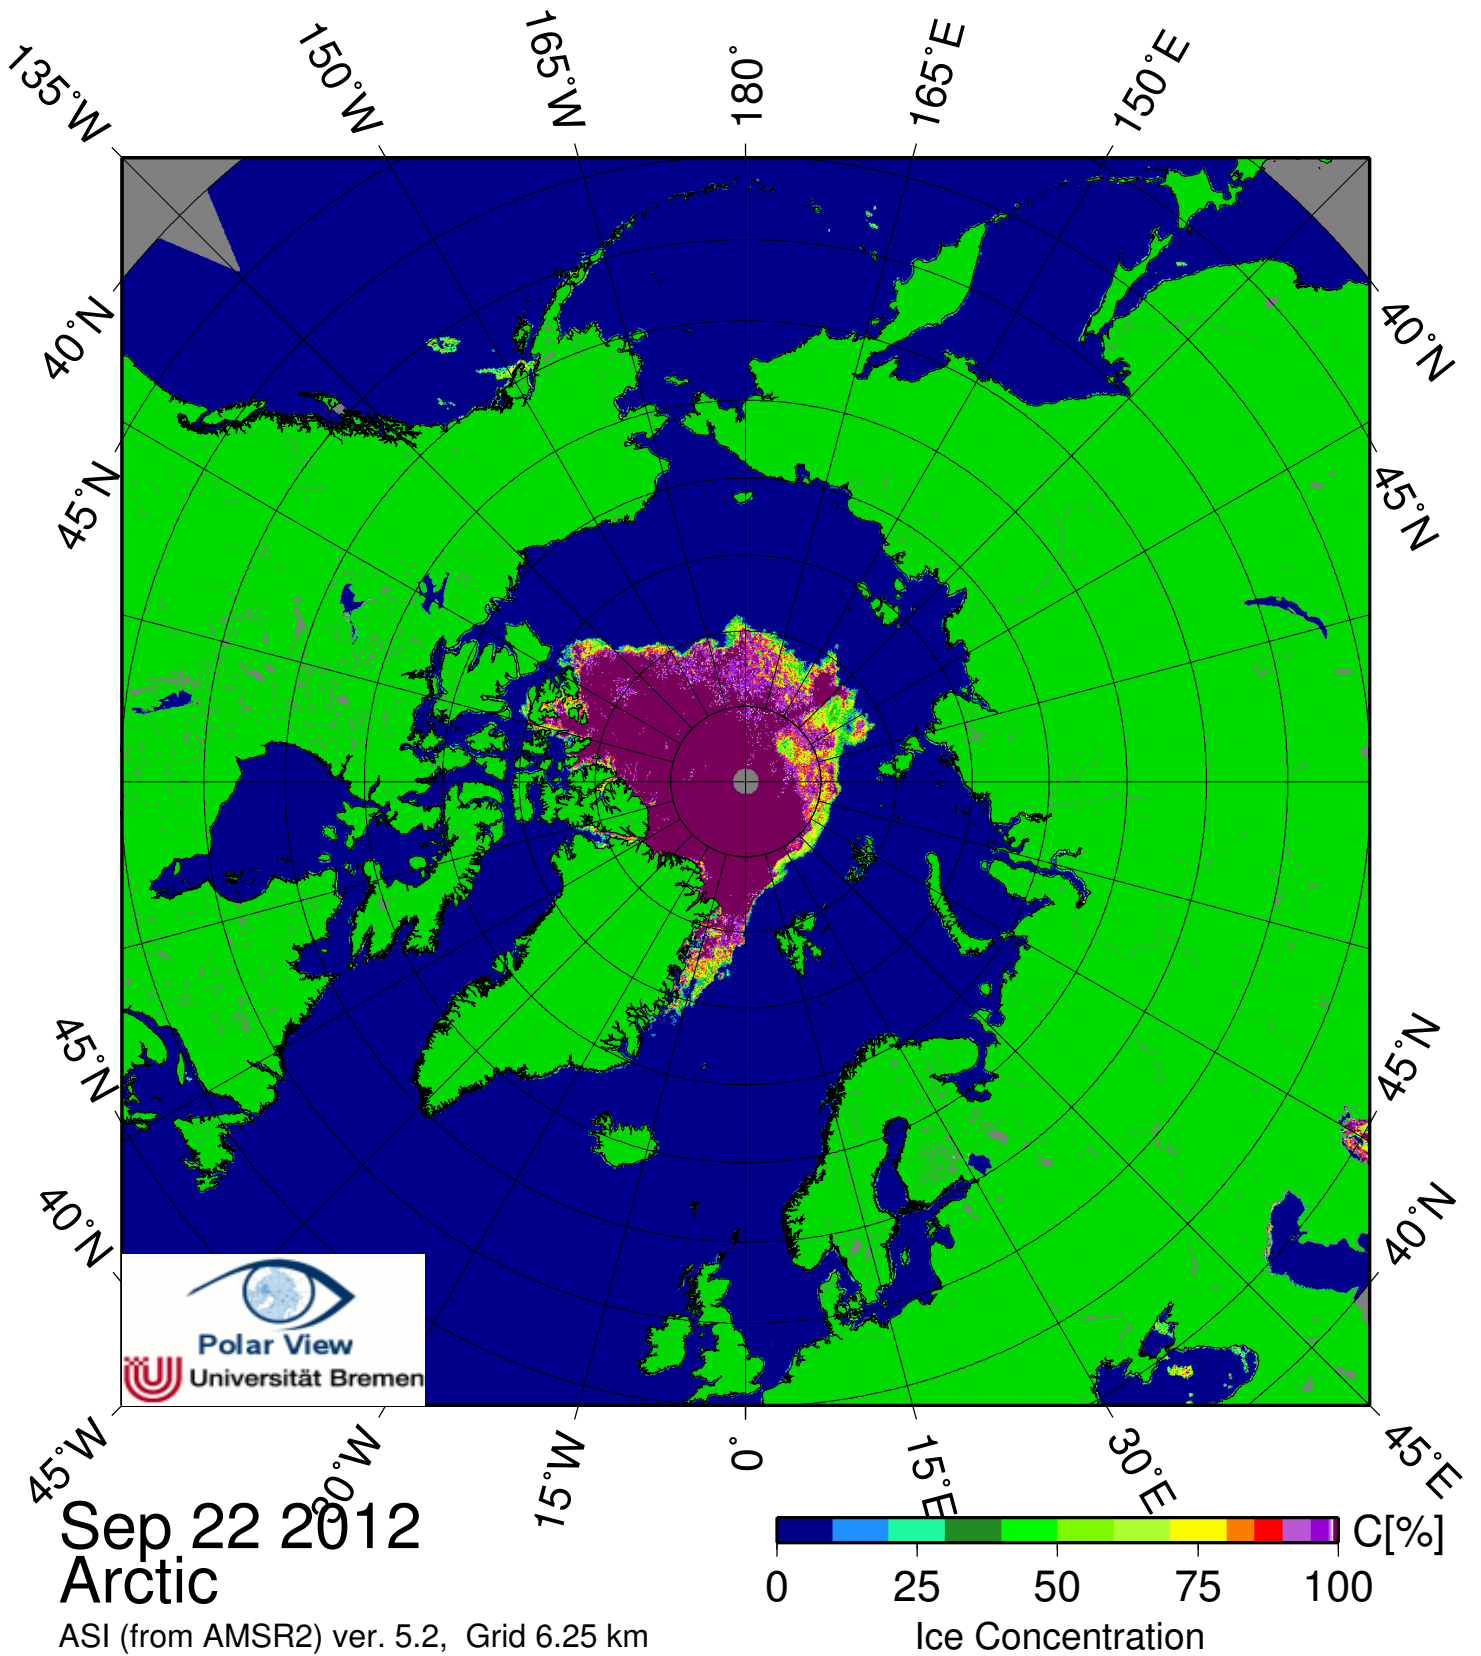 135°W
150°W
165°W
180°
165°E
150°E
40°N
40°N
45°N
45°N
45°N
45°N
40°N
40°N
Polar View
Universität Bremen
45°W
30°W
15°W
0°
15°E
30°E
45°E
Sep 22 2012
Arctic
ASI (from AMSR2) ver. 5.2, Grid 6.25 km
C[%]
0 25 50 75 100
Ice Concentration